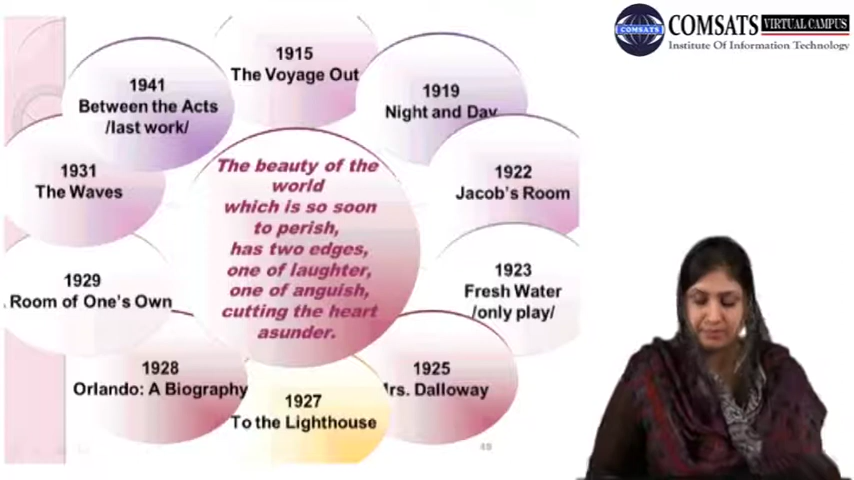 COMSATS VIRTUAL CAMPUS
COMSATS
Institute Of Information Technology
1915
The Voyage Out
1919
Night and Day
1922
Jacob's Room
1923
Fresh Water
/only play/
1925
Mrs. Dalloway
1927
To the Lighthouse
1928
Orlando: A Biography
1929
Room of One's Own
1931
The Waves
1941
Between the Acts
/last work/
The beauty of the
world
which is so soon
to perish,
has two edges,
one of laughter,
one of anguish,
cutting the heart
asunder.